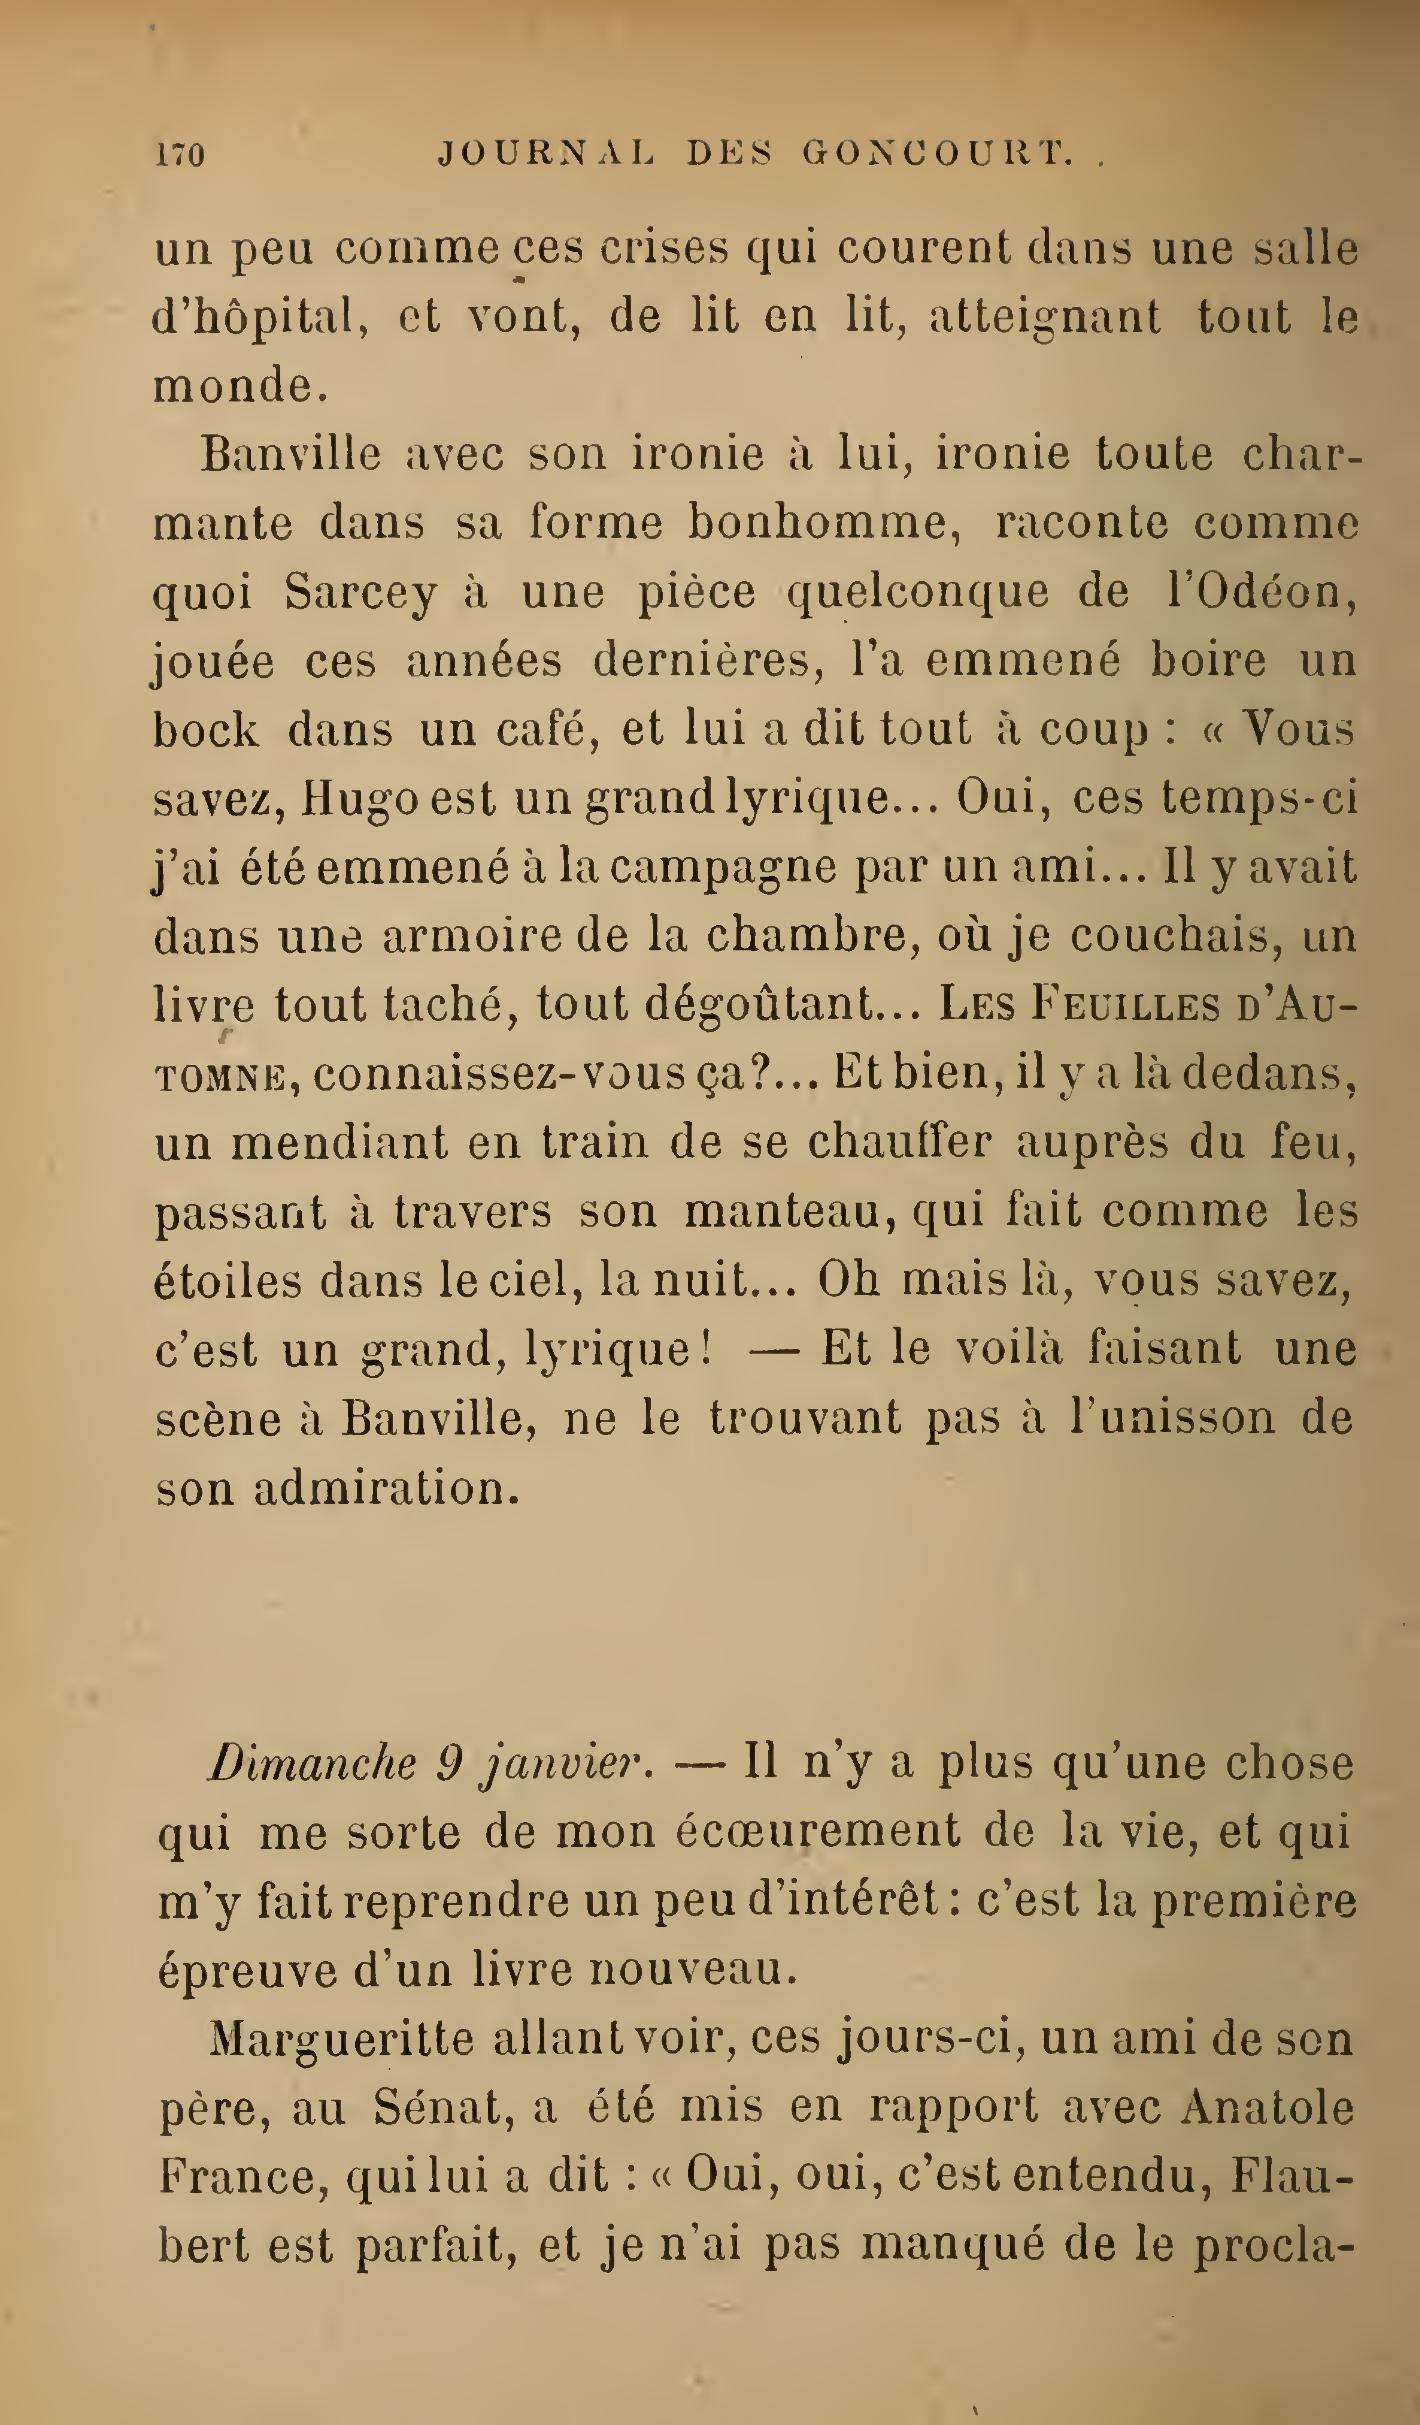 170 JOURNAL DES GONCOURT.
un peu comme ces crises qui courent dans une salle
d'hôpital, et vont, de lit en lit, atteignant tout le
monde.
Banville avec son ironie à lui, ironie toute char-
mante dans sa forme bonhomme, raconte comme
quoi Sarcey à une pièce quelconque de l'Odéon,
jouée ces années dernières, l'a emmené boire un
bock dans un café, et lui a dit tout à coup : « Vous
savez, Hugo est un grand lyrique... Oui, ces temps-ci
j'ai été emmené à la campagne par un ami... Il y avait
dans une armoire de la chambre, où je couchais, un
livre tout taché, tout dégoûtant... LES FEUILLES D'AU-
TOMNE, connaissez-vous ça?... Et bien, il y a là dedans,
un mendiant en train de se chauffer auprès du feu,
passant à travers son manteau, qui fait comme les
étoiles dans le ciel, la nuit... Oh mais là, vous savez,
c'est un grand, lyrique! — Et le voilà faisant une
scène à Banville, ne le trouvant pas à l'unisson de
son admiration.
Dimanche 9 janvier. — Il n'y a plus qu'une chose
qui me sorte de mon écœurement de la vie, et qui
m'y fait reprendre un peu d'intérêt : c'est la première
épreuve d'un livre nouveau.
Margueritte allant voir, ces jours-ci, un ami de son
père, au Sénat, a été mis en rapport avec Anatole
France, qui lui a dit : « Oui, oui, c'est entendu, Flau-
bert est parfait, et je n'ai pas manqué de le procla-